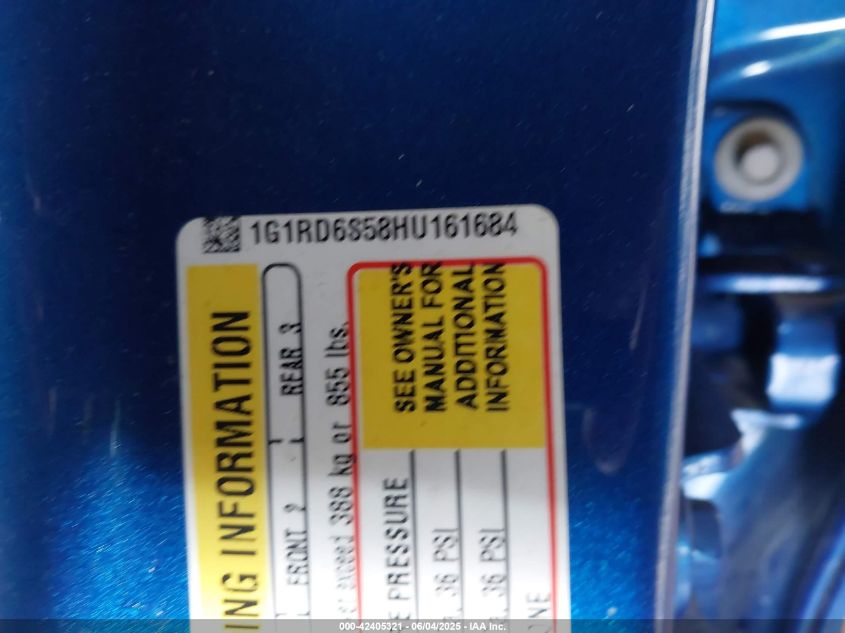 1G1RD6S58HU161684
ING INFORMATION
FRONT 2 REAR 3
exceed 388 kg or 855 lbs.
SEE OWNER'S
MANUAL FOR
ADDITIONAL
INFORMATION
E PRESSURE
36 PSI
36 PSI
000-42405321 - 06/04/2025 - IAA Inc.